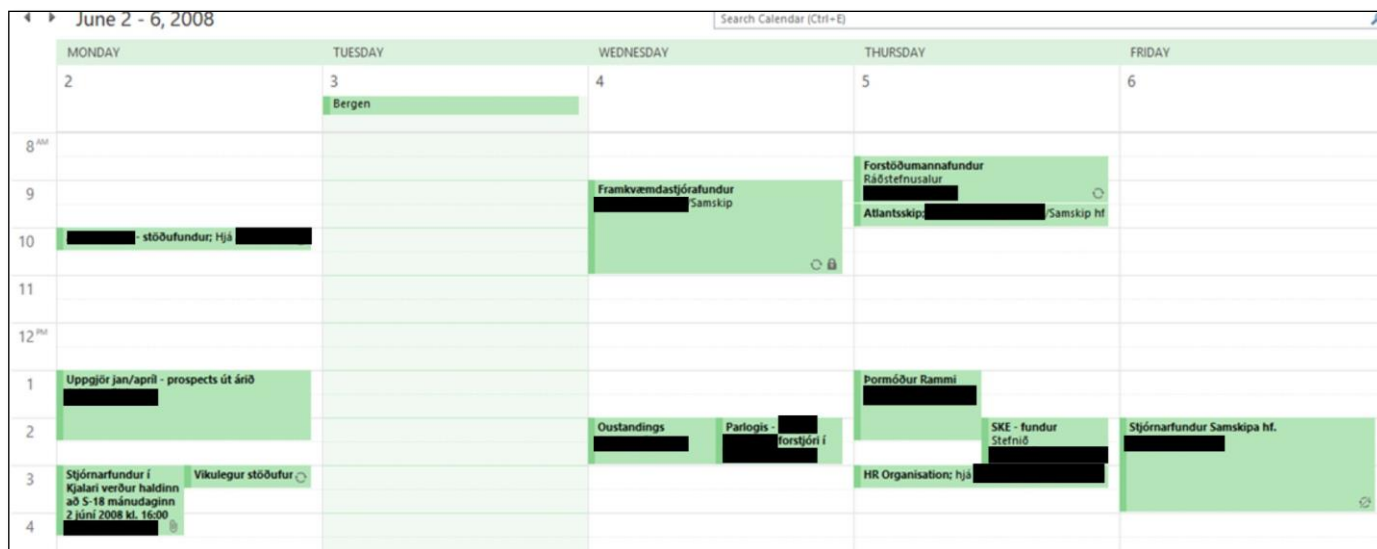 June 2 - 6, 2008
Search Calendar (Ctrl+E)
MONDAY TUESDAY WEDNESDAY THURSDAY FRIDAY
2 3 4 5 6
Bergen
8 AM
9
10
11
12 PM
1
2
3
4
- stöðufundur; Hjá
Uppgjör jan/apríl - prospects út árið
Stjórnarfundur í
Kjalari verður haldinn
að S-18 mánudaginn
2 júní 2008 kl. 16:00
Vikulegur stöðufur
Framkvæmdastjórafundur
/Samskip
Oustandings
Parlogis -
forstjóri í
Forstöðumannafundur
Ráðstefnusalur
Atlantsskip; /Samskip hf
Þormóður Rammi
SKE - fundur
Stefnið
HR Organisation; hjá
Stjórnarfundur Samskipa hf.